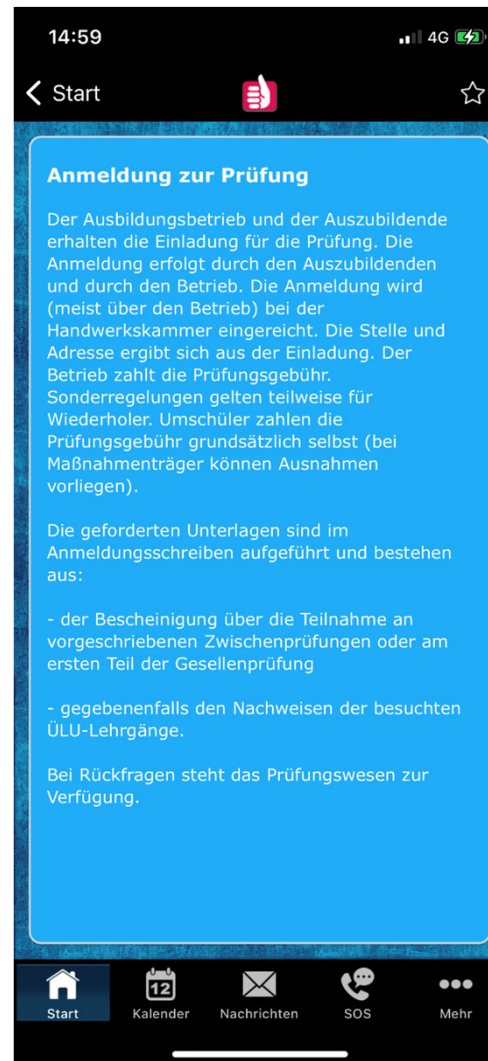 14:59
4G
Start
Anmeldung zur Prüfung
Der Ausbildungsbetrieb und der Auszubildende
erhalten die Einladung für die Prüfung. Die
Anmeldung erfolgt durch den Auszubildenden
und durch den Betrieb. Die Anmeldung wird
(meist über den Betrieb) bei der
Handwerkskammer eingereicht. Die Stelle und
Adresse ergibt sich aus der Einladung. Der
Betrieb zahlt die Prüfungsgebühr.
Sonderregelungen gelten teilweise für
Wiederholer. Umschüler zahlen die
Prüfungsgebühr grundsätzlich selbst (bei
Maßnahmenträger können Ausnahmen
vorliegen).
Die geforderten Unterlagen sind im
Anmeldungsschreiben aufgeführt und bestehen
aus:
- der Bescheinigung über die Teilnahme an
vorgeschriebenen Zwischenprüfungen oder am
ersten Teil der Gesellenprüfung
- gegebenenfalls den Nachweisen der besuchten
ÜLU-Lehrgänge.
Bei Rückfragen steht das Prüfungswesen zur
Verfügung.
12
Start Kalender Nachrichten SOS Mehr